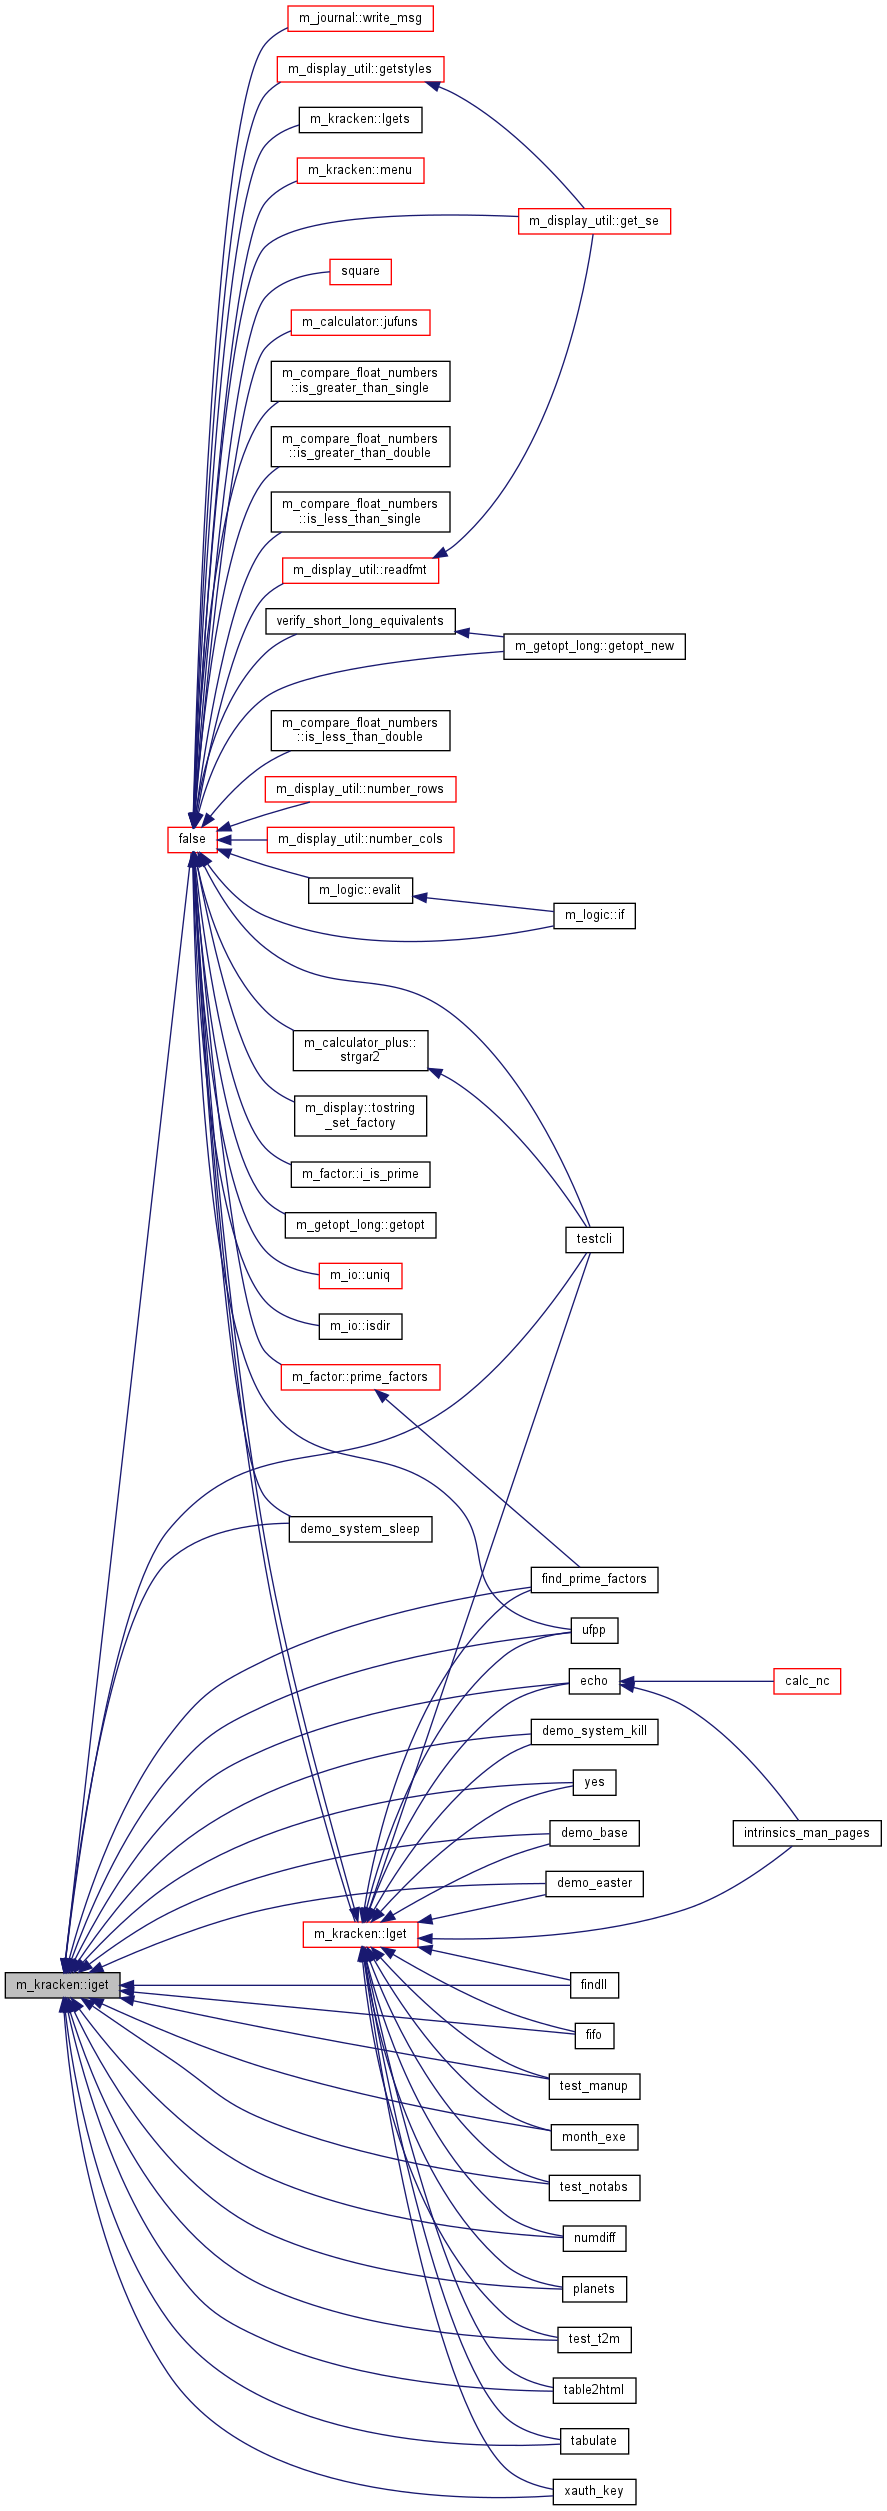 m_journal::write_msg
m_display_util::getstyles
m_kracken::lgets
m_kracken::menu
m_display_util::get_se
square
m_calculator::jufuns
m_compare_float_numbers
::is_greater_than_single
m_compare_float_numbers
::is_greater_than_double
m_compare_float_numbers
::is_less_than_single
m_display_util::readfmt
verify_short_long_equivalents
m_getopt_long::getopt_new
m_compare_float_numbers
::is_less_than_double
m_display_util::number_rows
false
m_display_util::number_cols
m_logic::evalit
m_logic::if
m_calculator_plus::
strgar2
m_display::tostring
_set_factory
m_factor::i_is_prime
m_getopt_long::getopt
testcli
m_io::uniq
m_io::isdir
m_factor::prime_factors
demo_system_sleep
find_prime_factors
ufpp
echo
calc_nc
demo_system_kill
yes
demo_base
intrinsics_man_pages
demo_easter
m_kracken::lget
m_kracken::iget
findll
fifo
test_manup
month_exe
test_notabs
numdiff
planets
test_t2m
table2html
tabulate
xauth_key